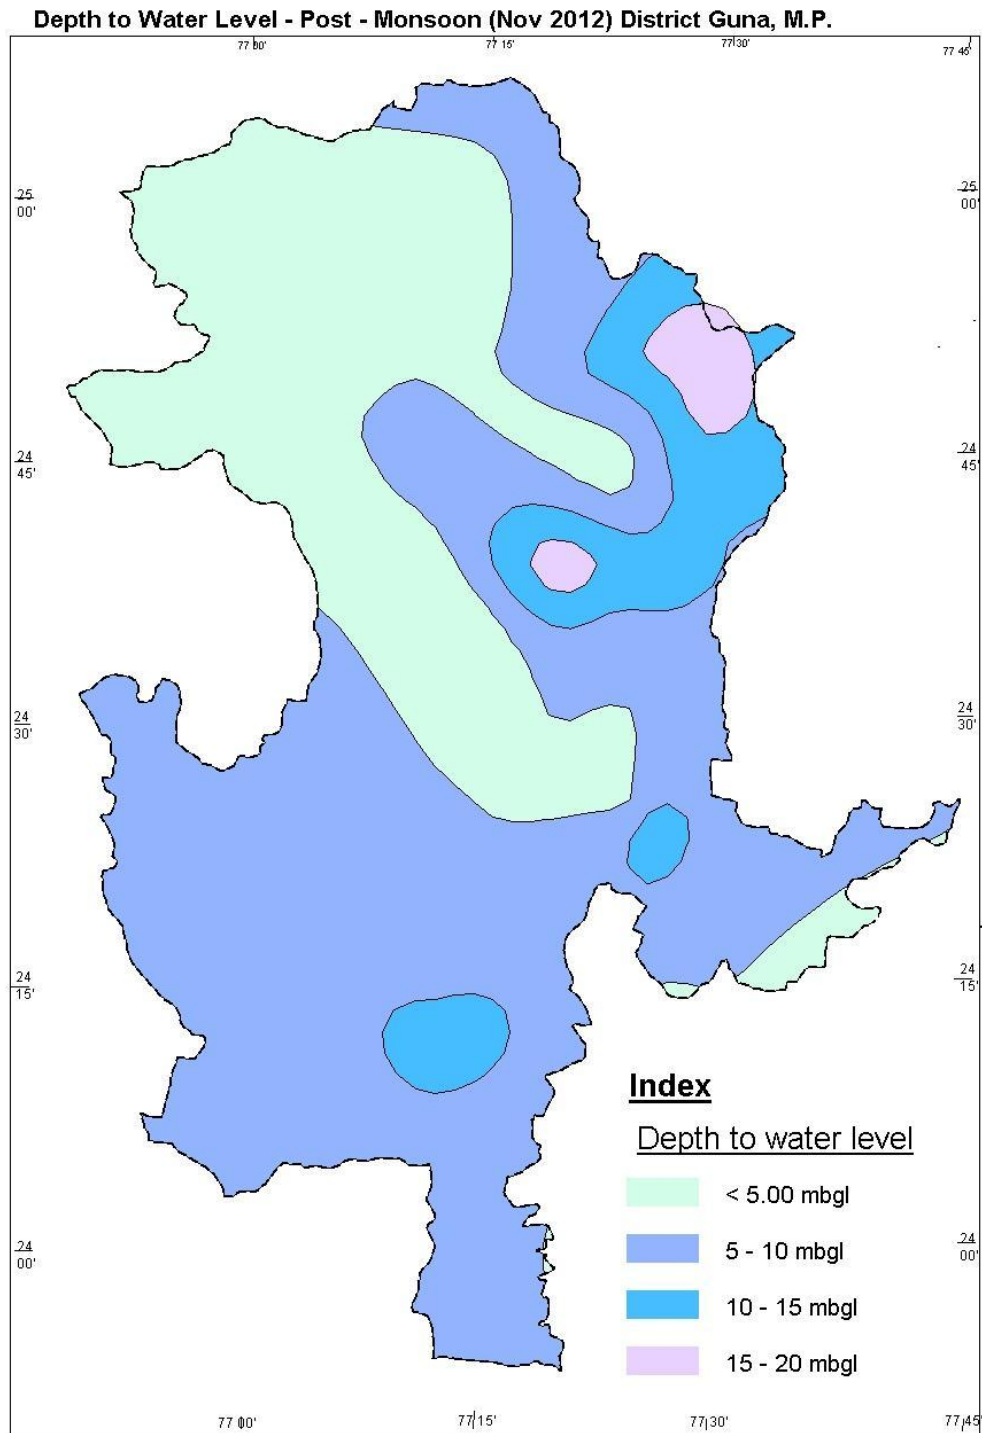 Depth to Water Level - Post - Monsoon (Nov 2012) District Guna, M.P.
77 00' 77 15' 77 30' 77 45'
25 00' 25 00'
24 45' 24 45'
24 30' 24 30'
24 15' 24 15'
Index
Depth to water level
< 5.00 mbgl
24 00' 5 - 10 mbgl 24 00'
10 - 15 mbgl
15 - 20 mbgl
77 00' 77 15' 77 30' 77 45'